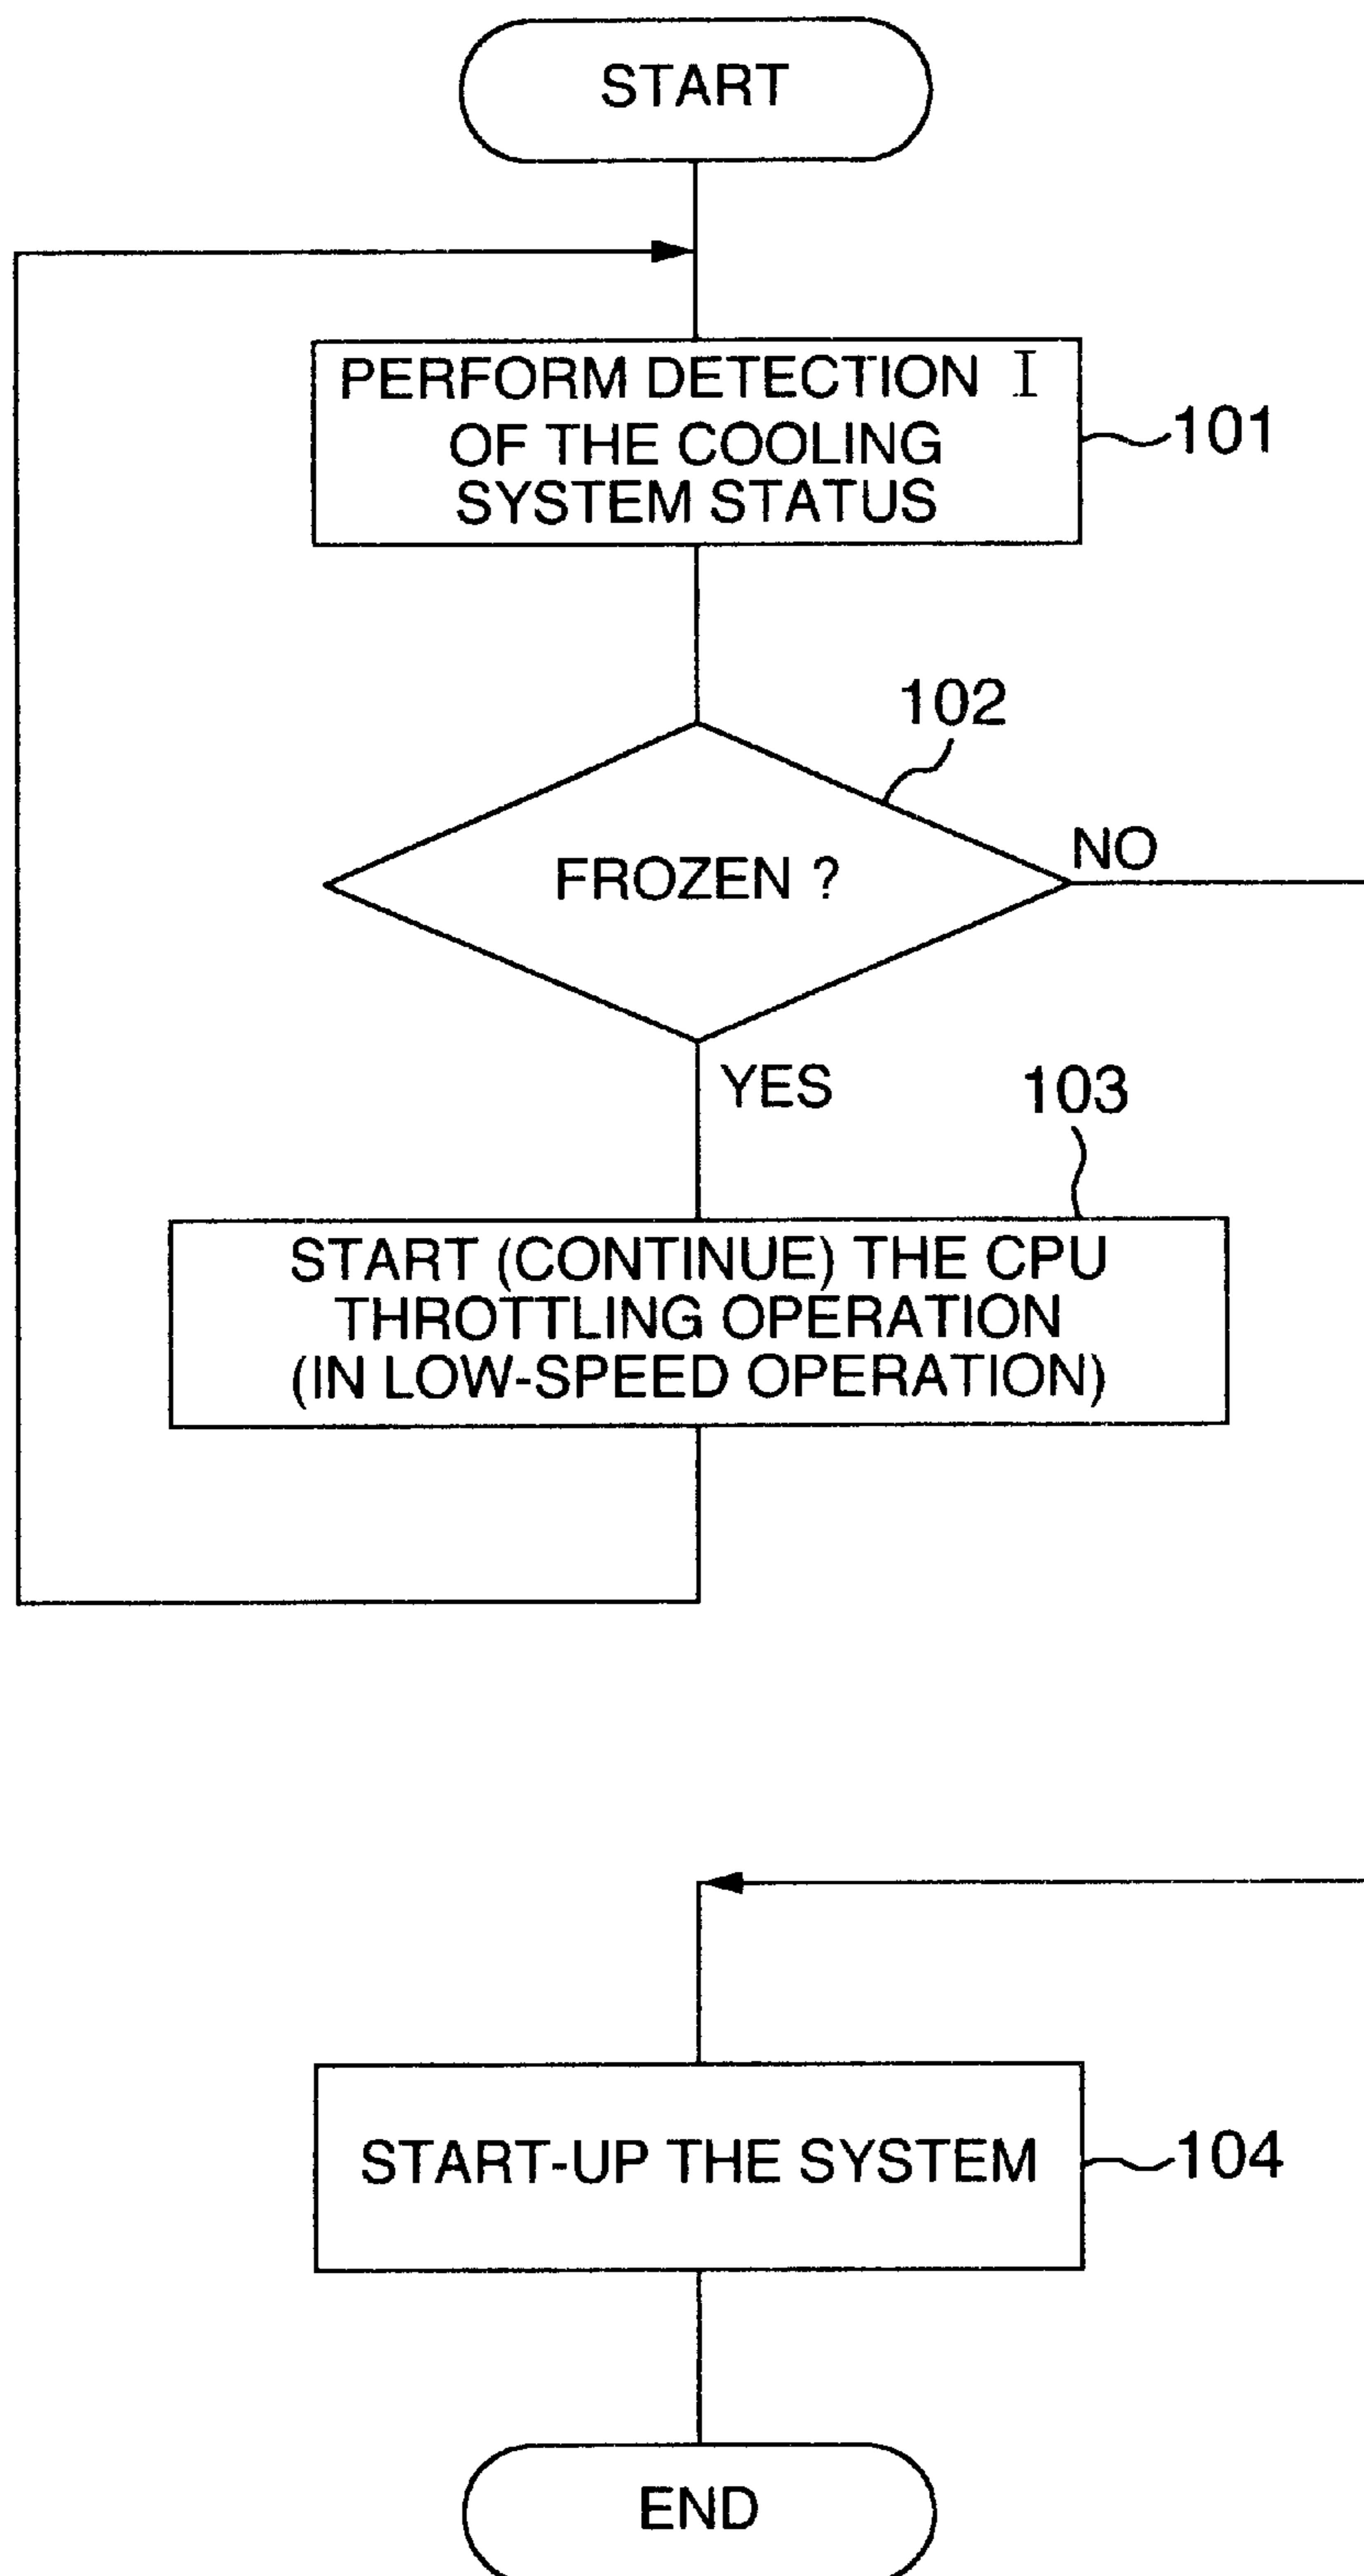 START
PERFORM DETECTION I
OF THE COOLING
SYSTEM STATUS
101
102
FROZEN ?
NO
YES
103
START (CONTINUE) THE CPU
THROTTLING OPERATION
(IN LOW-SPEED OPERATION)
START-UP THE SYSTEM
104
END